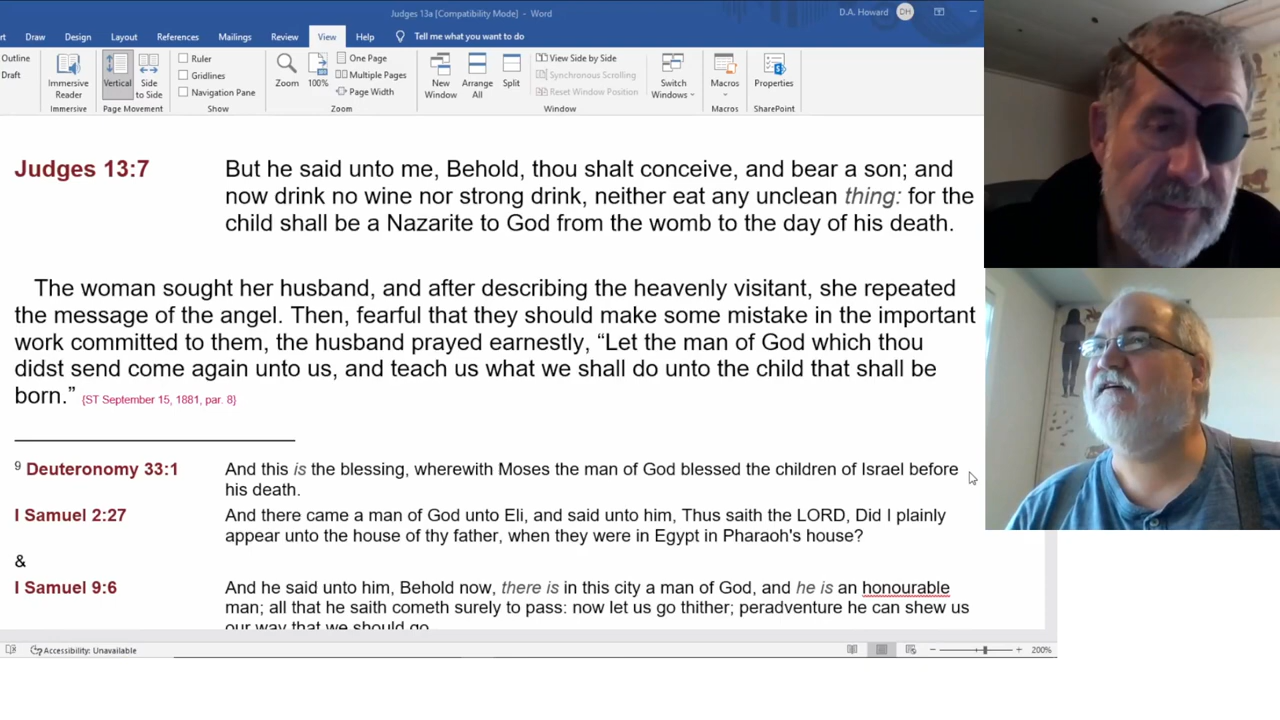 Judges 13a [Compatibility Mode] - Word
D.A. Howard DH
Draw Design Layout References Mailings Review View Help Tell me what you want to do
Outline
Draft
Immersive Reader
Immersive
Vertical
Side to Side
Page Movement
Ruler
Gridlines
Navigation Pane
Show
Zoom
100%
One Page
Multiple Pages
Page Width
Zoom
New Window
Arrange All
Split
View Side by Side
Synchronous Scrolling
Reset Window Position
Window
Switch Windows
Macros
Macros
Properties
SharePoint
Judges 13:7 But he said unto me, Behold, thou shalt conceive, and bear a son; and
now drink no wine nor strong drink, neither eat any unclean thing: for the
child shall be a Nazarite to God from the womb to the day of his death.
The woman sought her husband, and after describing the heavenly visitant, she repeated
the message of the angel. Then, fearful that they should make some mistake in the important
work committed to them, the husband prayed earnestly, “Let the man of God which thou
didst send come again unto us, and teach us what we shall do unto the child that shall be
born.” {ST September 15, 1881, par. 8}
9 Deuteronomy 33:1 And this is the blessing, wherewith Moses the man of God blessed the children of Israel before
his death.
I Samuel 2:27 And there came a man of God unto Eli, and said unto him, Thus saith the LORD, Did I plainly
appear unto the house of thy father, when they were in Egypt in Pharaoh's house?
&
I Samuel 9:6 And he said unto him, Behold now, there is in this city a man of God, and he is an honourable
man; all that he saith cometh surely to pass: now let us go thither; peradventure he can shew us
our way that we should go.
Accessibility: Unavailable
200%